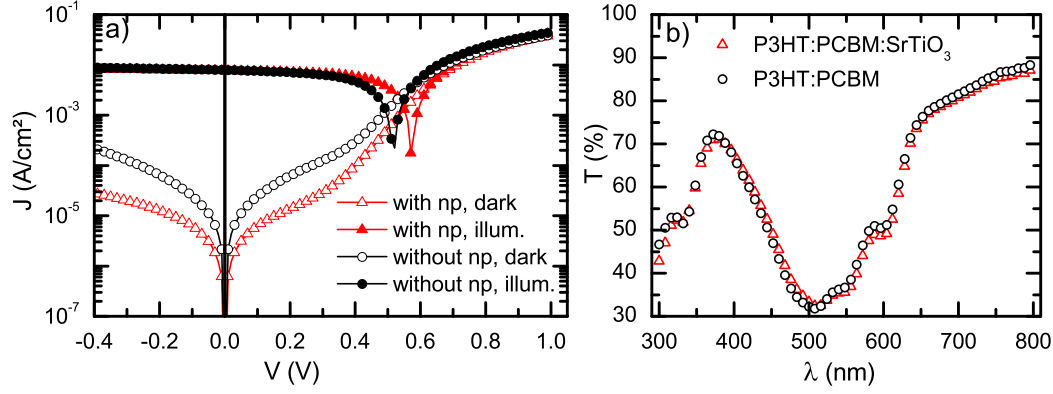 a)
10⁻¹
10⁻³
10⁻⁵
10⁻⁷
J (A/cm²)
with np, dark
with np, illum.
without np, dark
without np, illum.
-0.4 -0.2 0.0 0.2 0.4 0.6 0.8 1.0
V (V)
b)
P3HT:PCBM:SrTiO₃
P3HT:PCBM
100
90
80
70
60
50
40
30
T (%)
300 400 500 600 700 800
λ (nm)